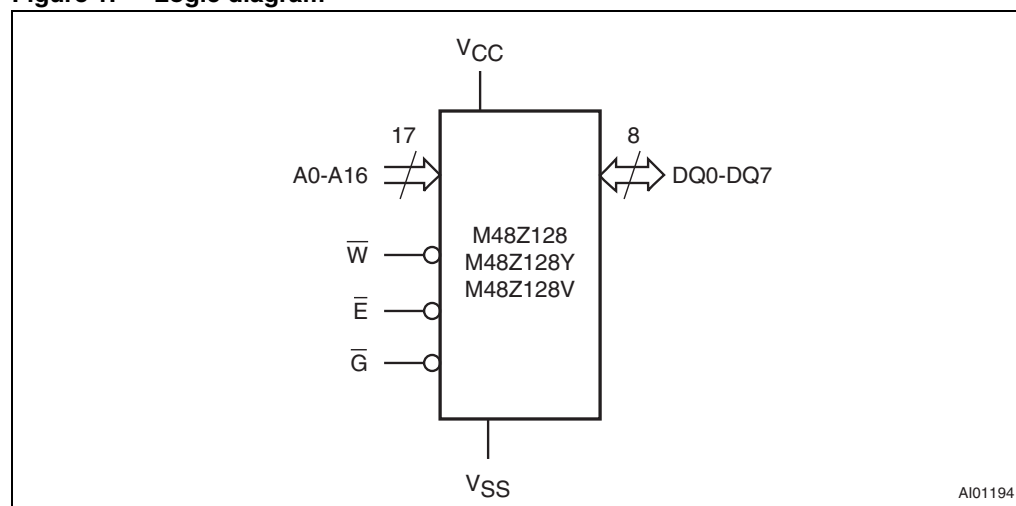 Figure 1. Logic diagram
VCC
17
8
A0-A16
DQ0-DQ7
M48Z128
M48Z128Y
M48Z128V
W̅
E̅
G̅
VSS
AI01194